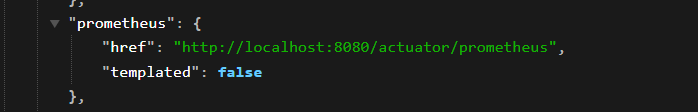 },
"prometheus": {
"href": "http://localhost:8080/actuator/prometheus",
"templated": false
},